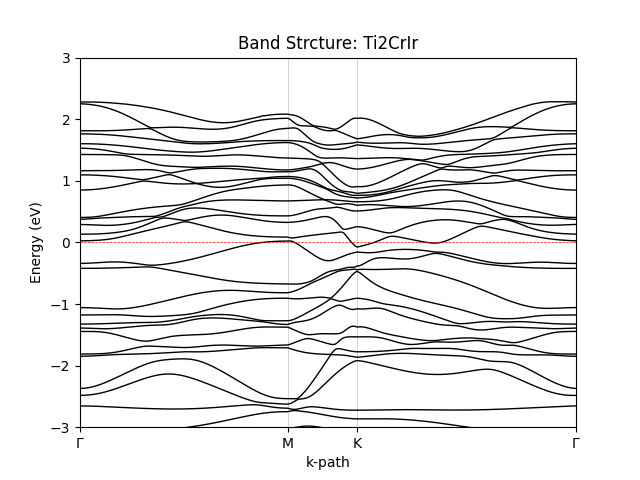 Band Strcture: Ti2CrIr
Energy (eV)
3
2
1
0
−1
−2
−3
Γ M K Γ
k-path